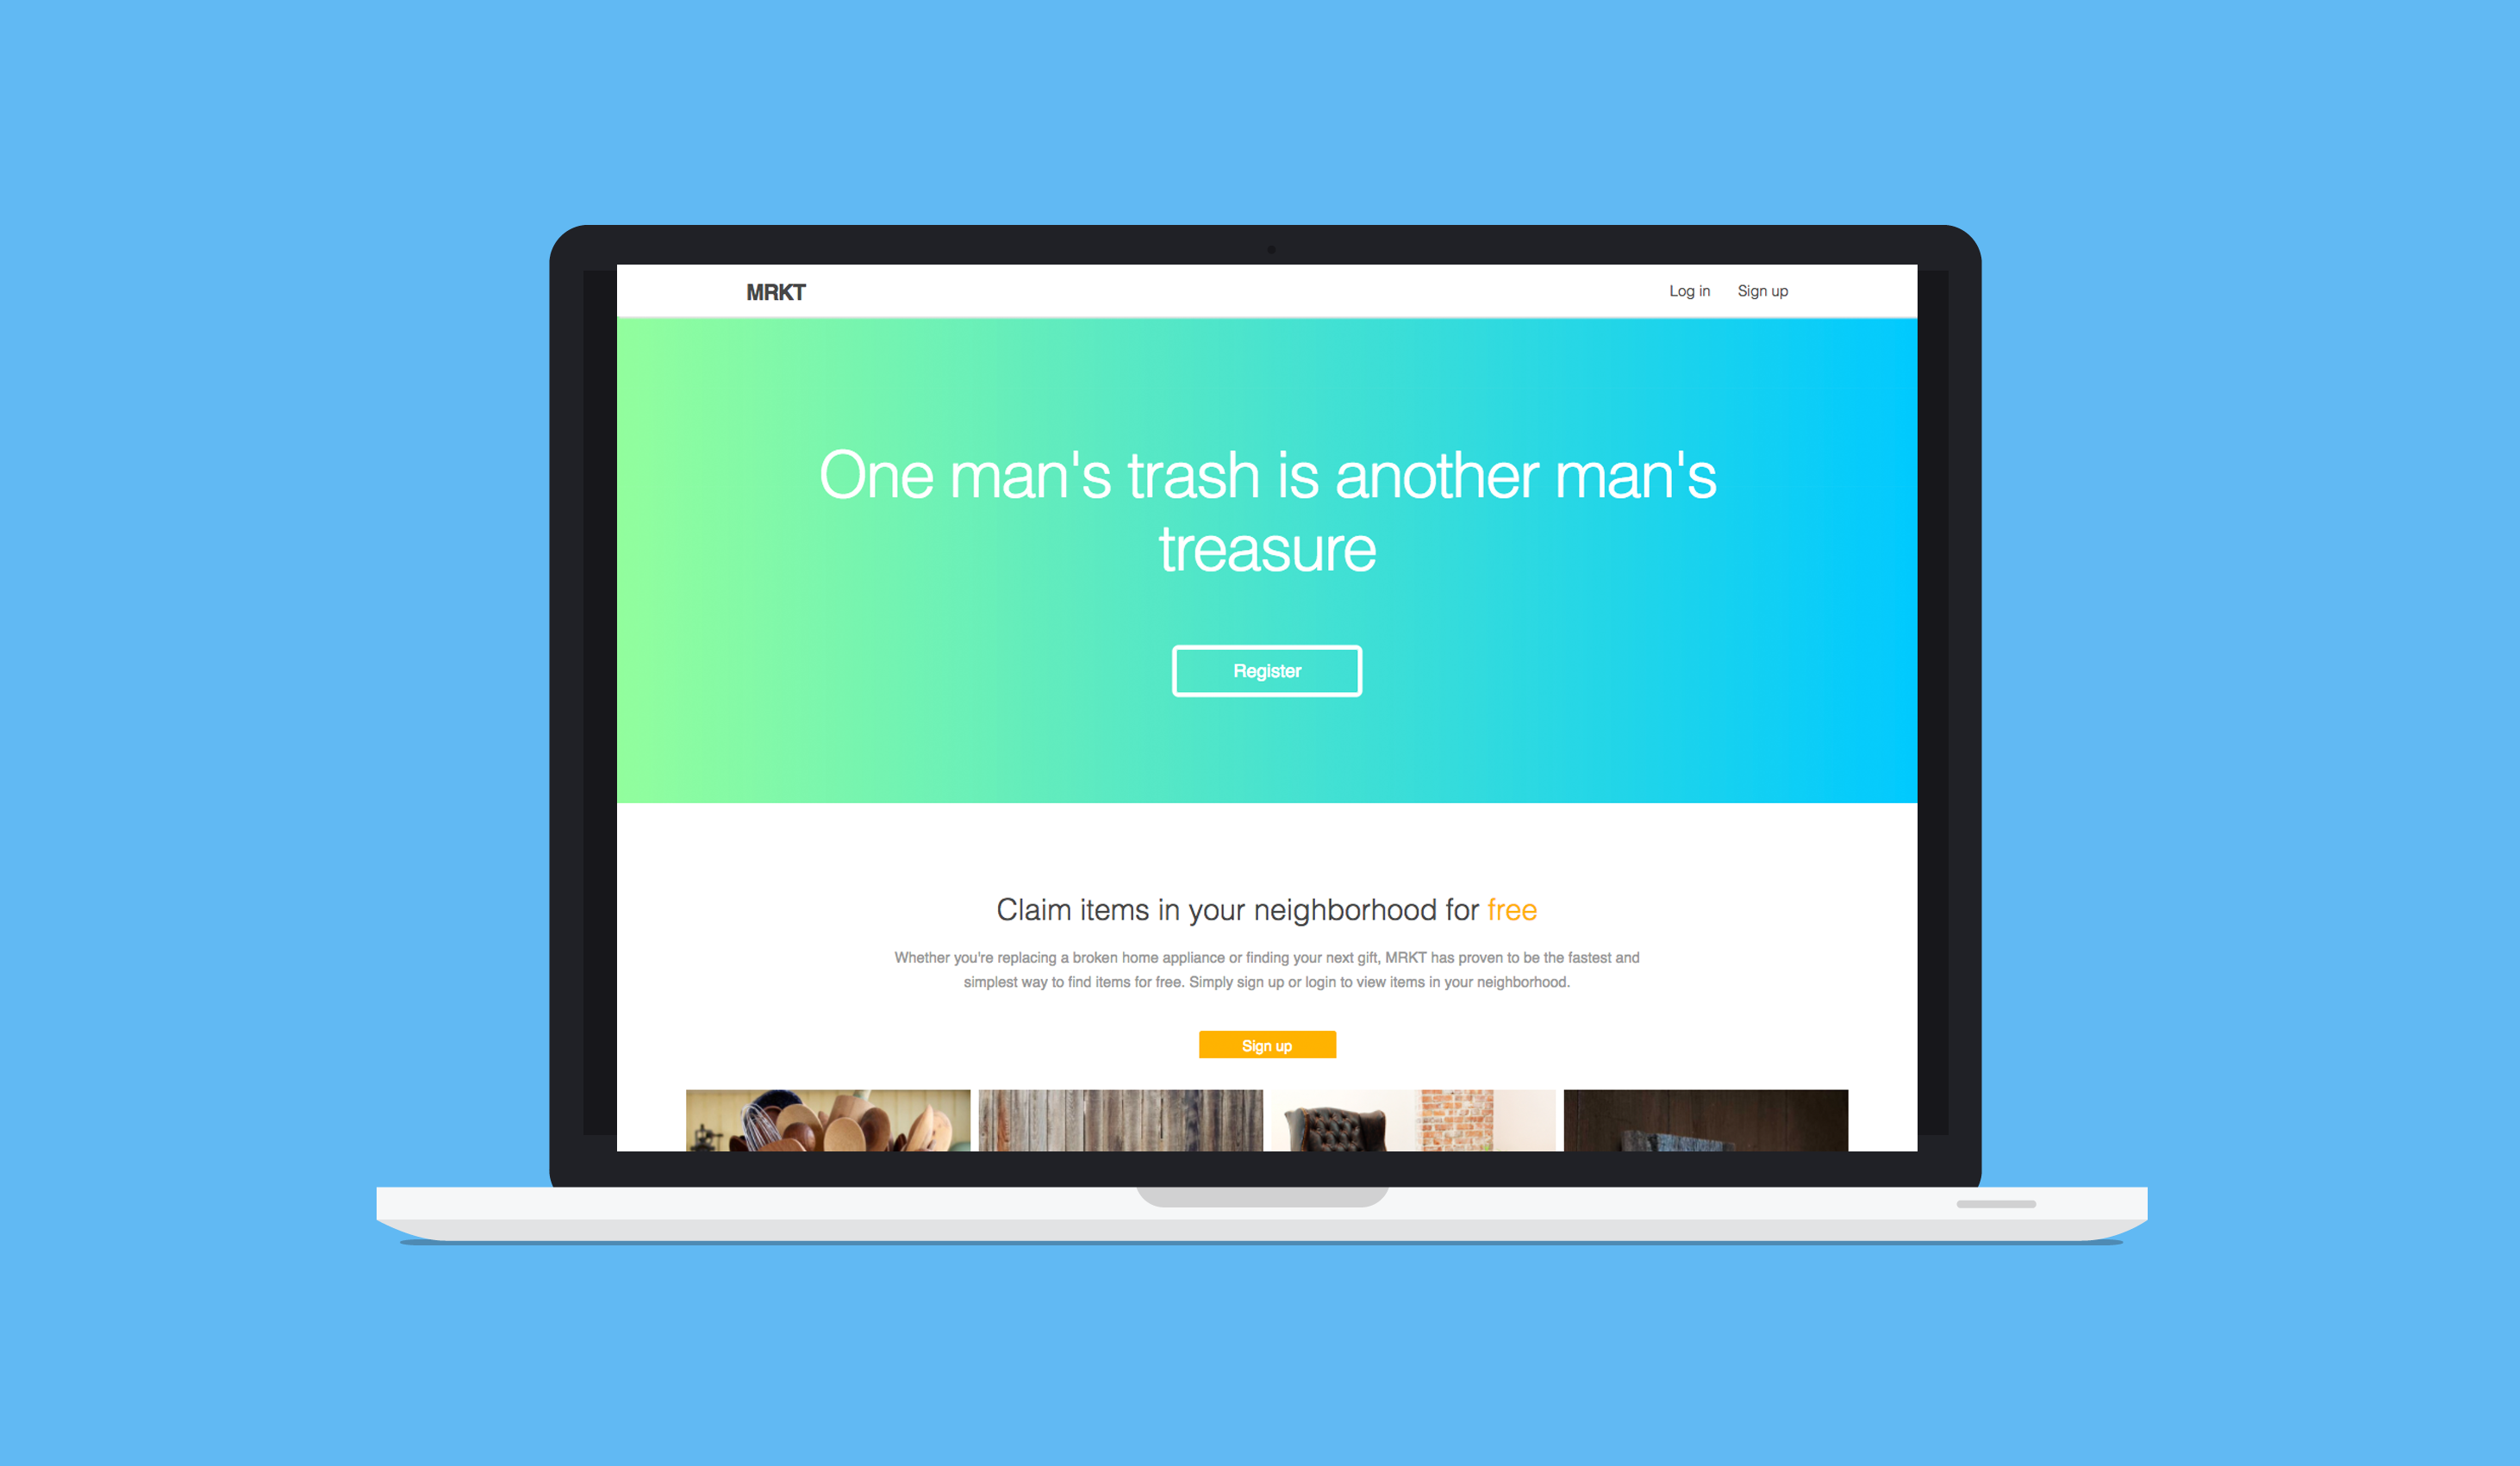 MRKT
Log in
Sign up
One man's trash is another man's
treasure
Register
Claim items in your neighborhood for free
Whether you're replacing a broken home appliance or finding your next gift, MRKT has proven to be the fastest and
simplest way to find items for free. Simply sign up or login to view items in your neighborhood.
Sign up